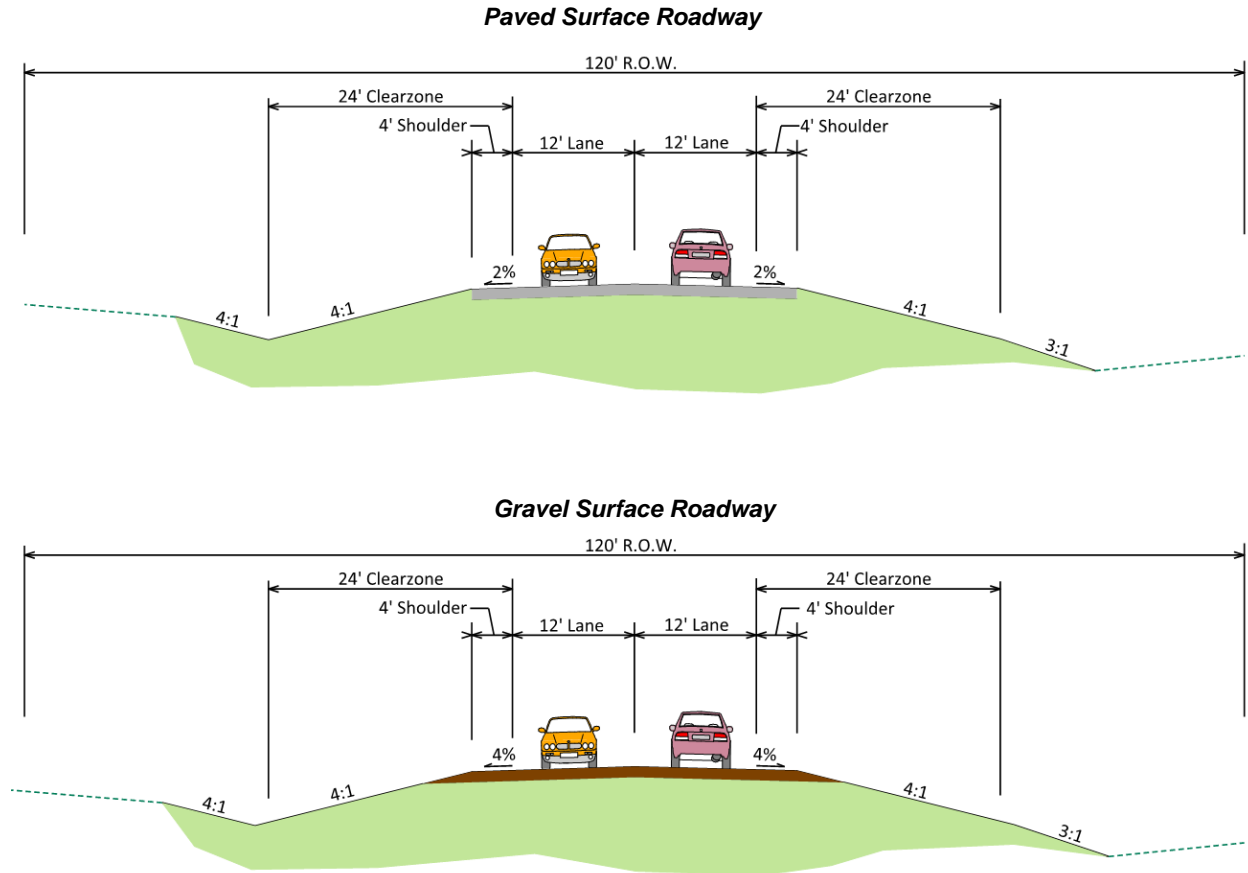 Paved Surface Roadway
120' R.O.W.
24' Clearzone
24' Clearzone
4' Shoulder
4' Shoulder
12' Lane
12' Lane
2%
2%
4:1
4:1
4:1
3:1
Gravel Surface Roadway
120' R.O.W.
24' Clearzone
24' Clearzone
4' Shoulder
4' Shoulder
12' Lane
12' Lane
4%
4%
4:1
4:1
4:1
3:1